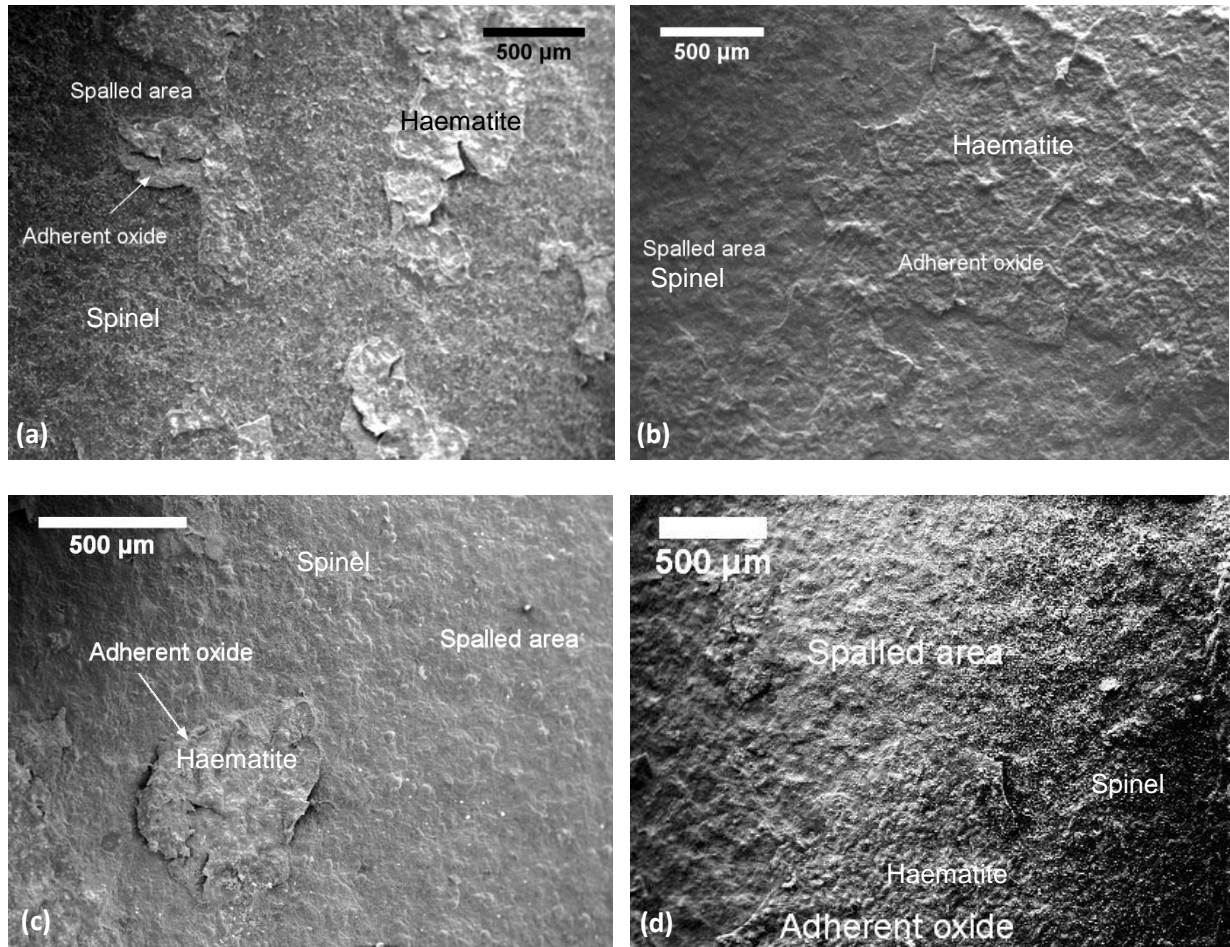 500 µm
Spalled area
Haematite
Adherent oxide
Spinel
(a)
500 µm
Haematite
Spalled area
Adherent oxide
Spinel
(b)
500 µm
Spinel
Spalled area
Adherent oxide
Haematite
(c)
500 µm
Spalled area
Spinel
Haematite
Adherent oxide
(d)